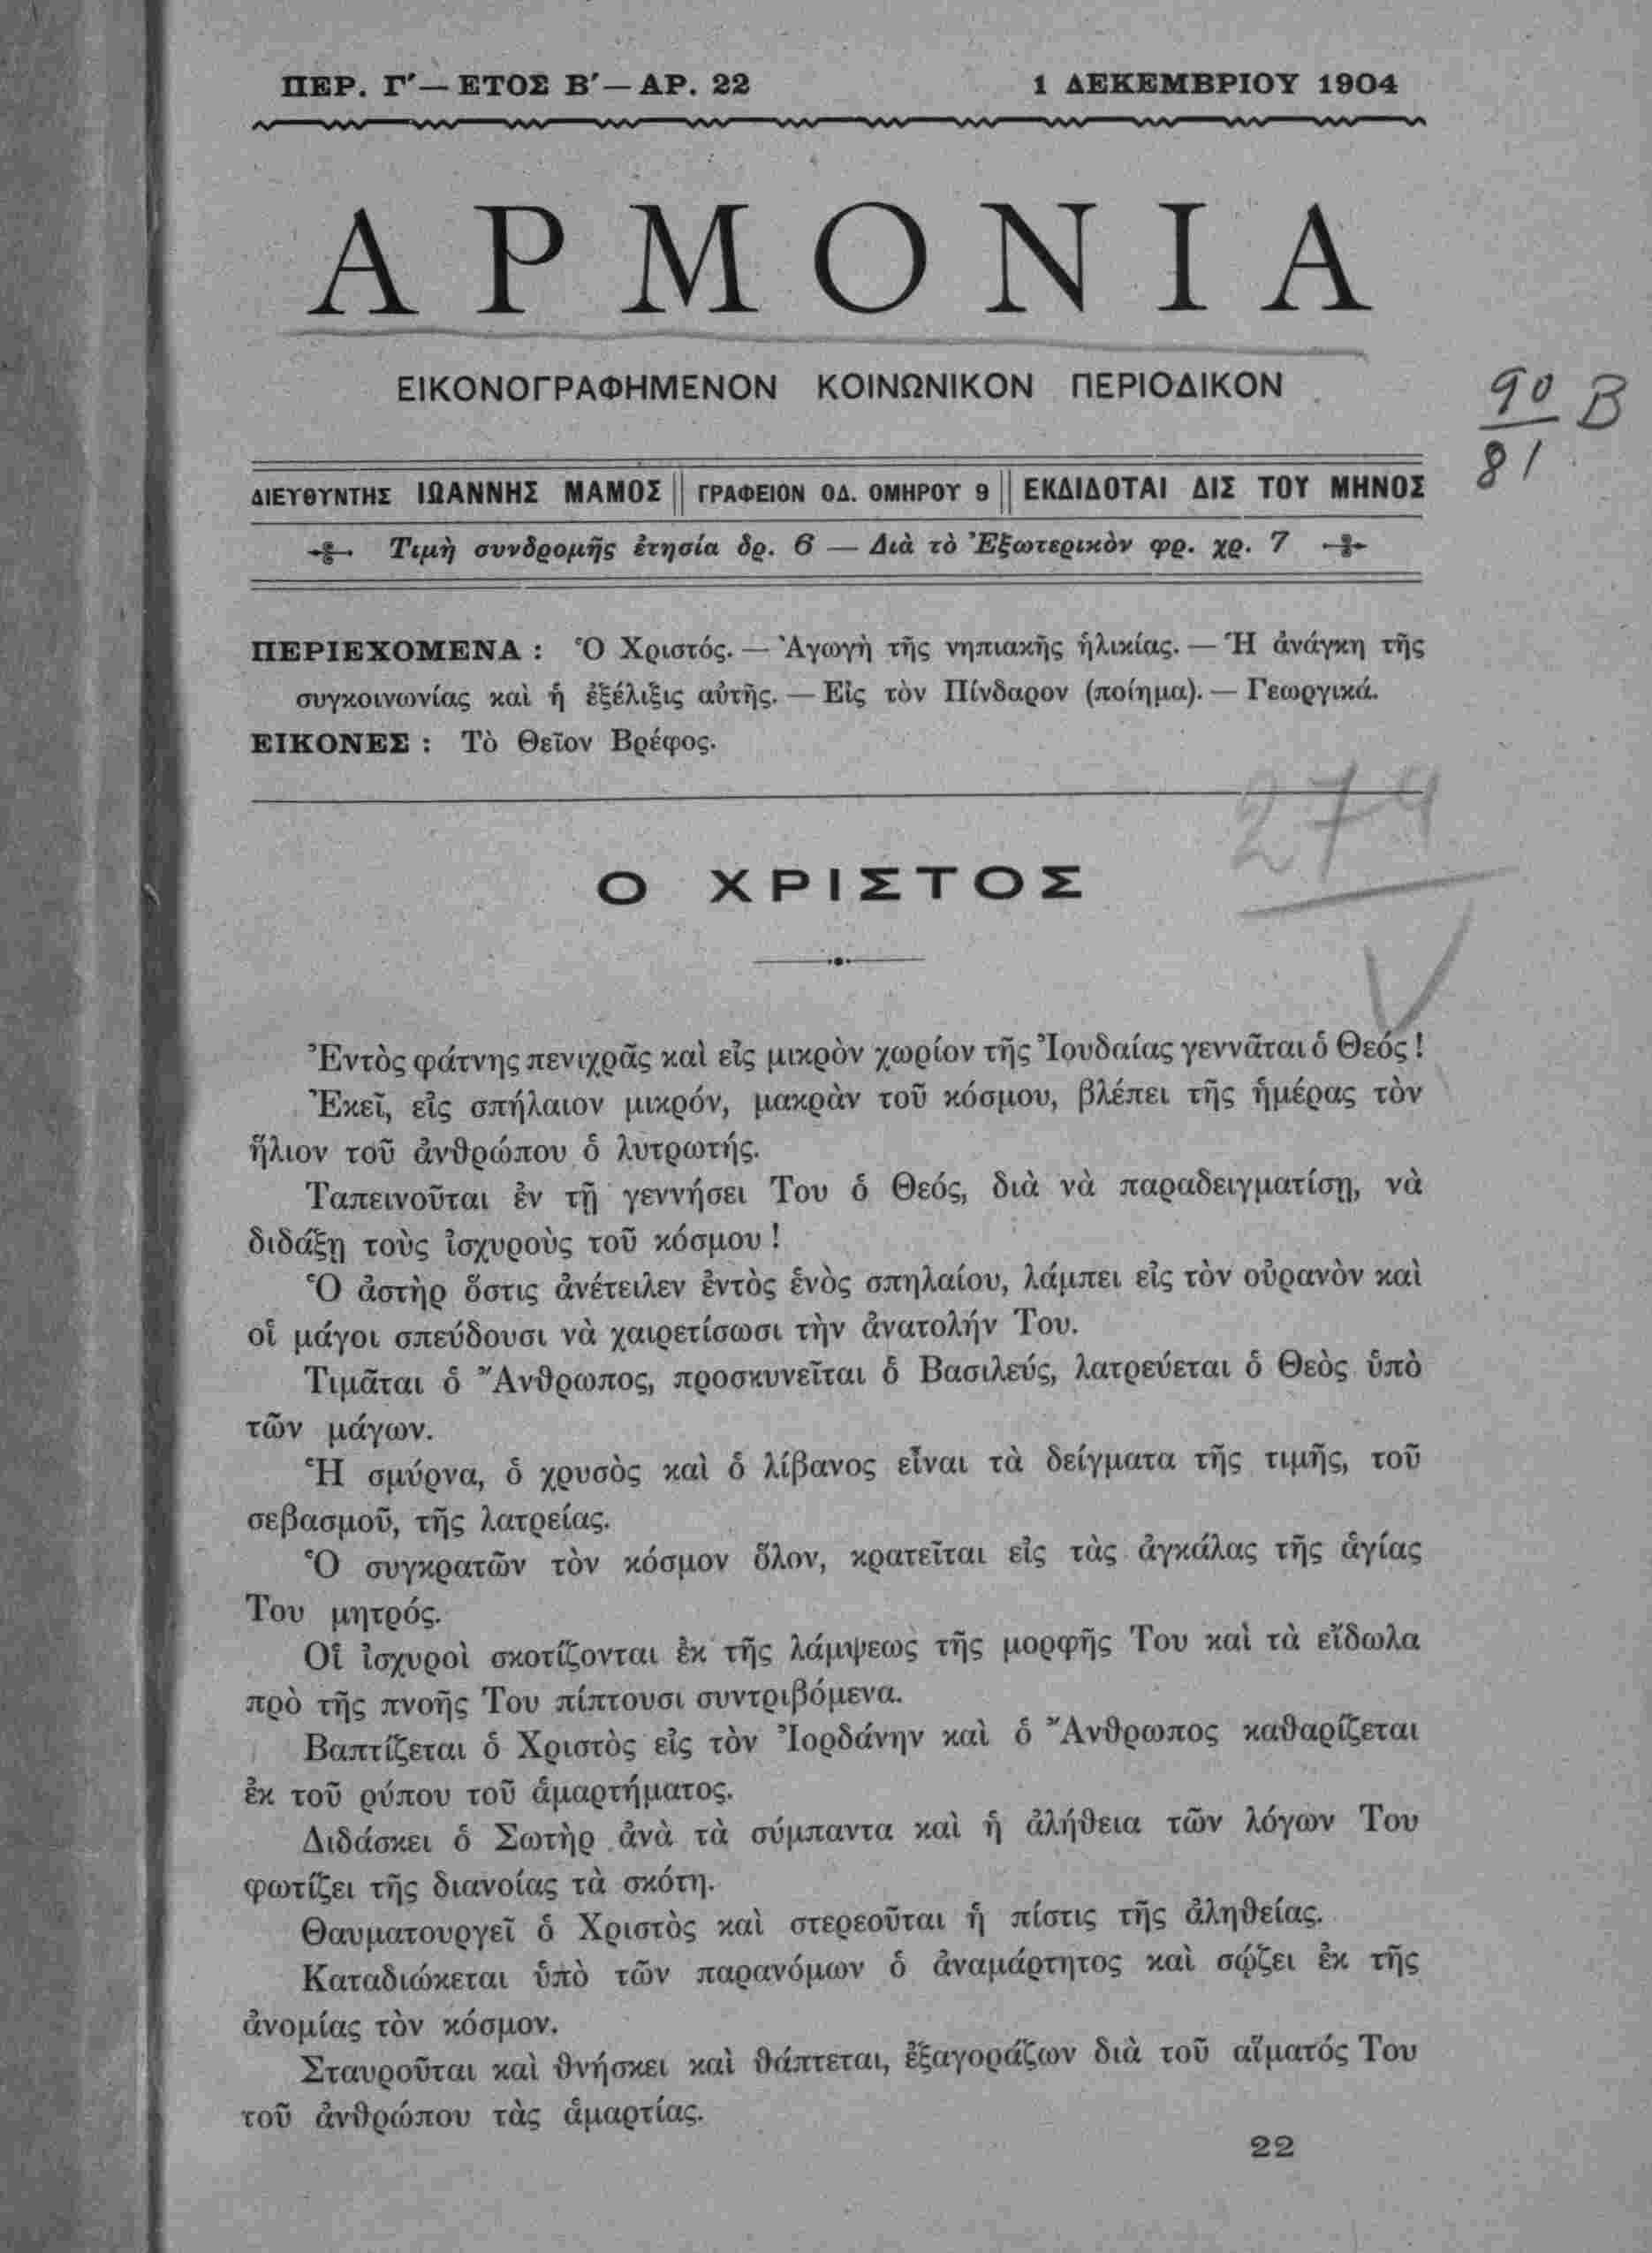 ΠΕΡ. Γ′— ΕΤΟΣ Β′— ΑΡ. 22
1 ΔΕΚΕΜΒΡΙΟΥ 1904
ΑΡΜΟΝΙΑ
ΕΙΚΟΝΟΓΡΑΦΗΜΕΝΟΝ ΚΟΙΝΩΝΙΚΟΝ ΠΕΡΙΟΔΙΚΟΝ
90 Β
81
ΔΙΕΥΘΥΝΤΗΣ ΙΩΑΝΝΗΣ ΜΑΜΟΣ || ΓΡΑΦΕΙΟΝ ΟΔ. ΟΜΗΡΟΥ 9 || ΕΚΔΙΔΟΤΑΙ ΔΙΣ ΤΟΥ ΜΗΝΟΣ
Τιμὴ συνδρομῆς ἐτησία δρ. 6 — Διὰ τὸ Ἐξωτερικὸν φρ. χρ. 7
ΠΕΡΙΕΧΟΜΕΝΑ : Ὁ Χριστός. — Ἀγωγὴ τῆς νηπιακῆς ἡλικίας. — Ἡ ἀνάγκη τῆς
συγκοινωνίας καὶ ἡ ἐξέλιξις αὐτῆς. — Εἰς τὸν Πίνδαρον (ποίημα). — Γεωργικά.
ΕΙΚΟΝΕΣ : Τὸ Θεῖον Βρέφος.
274
Ο ΧΡΙΣΤΟΣ
Ἐντὸς φάτνης πενιχρᾶς καὶ εἰς μικρὸν χωρίον τῆς Ἰουδαίας γεννᾶται ὁ Θεός !
Ἐκεῖ, εἰς σπήλαιον μικρόν, μακρὰν τοῦ κόσμου, βλέπει τῆς ἡμέρας τὸν
ἥλιον τοῦ ἀνθρώπου ὁ λυτρωτής.
Ταπεινοῦται ἐν τῇ γεννήσει Του ὁ Θεός, διὰ νὰ παραδειγματίσῃ, νὰ
διδάξῃ τοὺς ἰσχυροὺς τοῦ κόσμου !
Ὁ ἀστὴρ ὅστις ἀνέτειλεν ἐντὸς ἑνὸς σπηλαίου, λάμπει εἰς τὸν οὐρανὸν καὶ
οἱ μάγοι σπεύδουσι νὰ χαιρετίσωσι τὴν ἀνατολήν Του.
Τιμᾶται ὁ Ἄνθρωπος, προσκυνεῖται ὁ Βασιλεύς, λατρεύεται ὁ Θεὸς ὑπὸ
τῶν μάγων.
Ἡ σμύρνα, ὁ χρυσὸς καὶ ὁ λίβανος εἶναι τὰ δείγματα τῆς τιμῆς, τοῦ
σεβασμοῦ, τῆς λατρείας.
Ὁ συγκρατῶν τὸν κόσμον ὅλον, κρατεῖται εἰς τὰς ἀγκάλας τῆς ἁγίας
Του μητρός.
Οἱ ἰσχυροὶ σκοτίζονται ἐκ τῆς λάμψεως τῆς μορφῆς Του καὶ τὰ εἴδωλα
πρὸ τῆς πνοῆς Του πίπτουσι συντριβόμενα.
Βαπτίζεται ὁ Χριστὸς εἰς τὸν Ἰορδάνην καὶ ὁ Ἄνθρωπος καθαρίζεται
ἐκ τοῦ ρύπου τοῦ ἁμαρτήματος.
Διδάσκει ὁ Σωτὴρ ἀνὰ τὰ σύμπαντα καὶ ἡ ἀλήθεια τῶν λόγων Του
φωτίζει τῆς διανοίας τὰ σκότη.
Θαυματουργεῖ ὁ Χριστὸς καὶ στερεοῦται ἡ πίστις τῆς ἀληθείας.
Καταδιώκεται ὑπὸ τῶν παρανόμων ὁ ἀναμάρτητος καὶ σῴζει ἐκ τῆς
ἀνομίας τὸν κόσμον.
Σταυροῦται καὶ θνήσκει καὶ θάπτεται, ἐξαγοράζων διὰ τοῦ αἵματός Του
τοῦ ἀνθρώπου τὰς ἁμαρτίας.
22